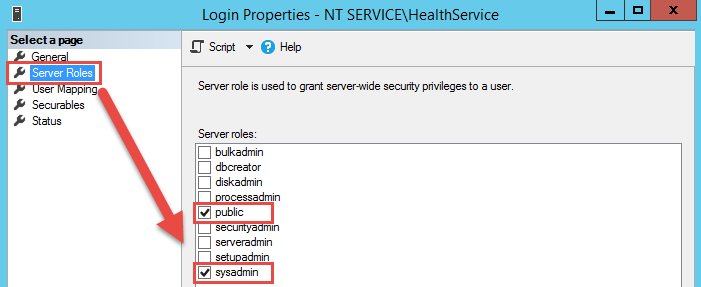 Login Properties - NT SERVICE\HealthService
Select a page
General
Server Roles
User Mapping
Securables
Status
Script
Help
Server role is used to grant server-wide security privileges to a user.
Server roles:
bulkadmin
dbcreator
diskadmin
processadmin
public
securityadmin
serveradmin
setupadmin
sysadmin